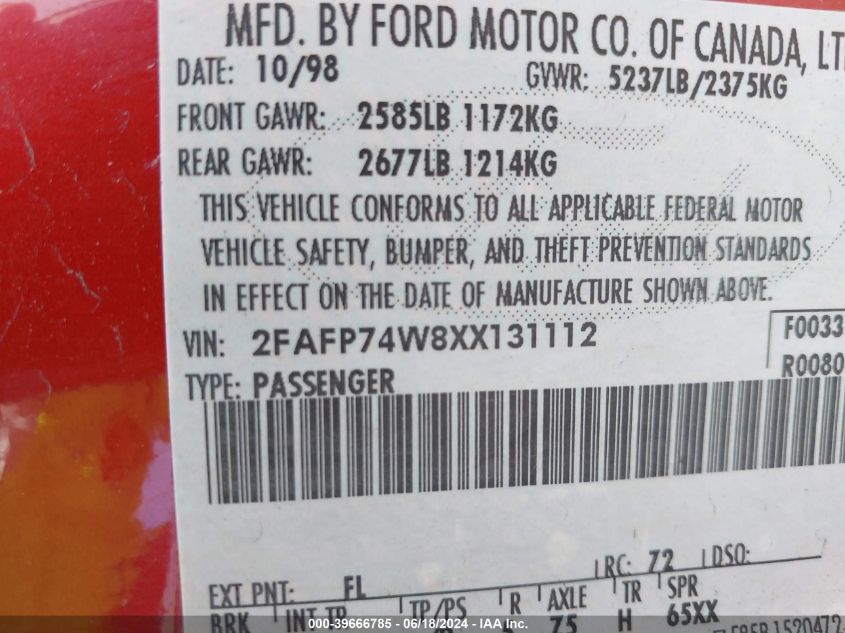 MFD. BY FORD MOTOR CO. OF CANADA, LT
DATE: 10/98 GVWR: 5237LB/2375KG
FRONT GAWR: 2585LB 1172KG
REAR GAWR: 2677LB 1214KG
THIS VEHICLE CONFORMS TO ALL APPLICABLE FEDERAL MOTOR
VEHICLE SAFETY, BUMPER, AND THEFT PREVENTION STANDARDS
IN EFFECT ON THE DATE OF MANUFACTURE SHOWN ABOVE.
VIN: 2FAFP74W8XX131112 F0033
TYPE: PASSENGER R0080
RC: 72 DSO:
EXT PNT: FL
BRK INT TR TP/PS R AXLE TR SPR
75 H 65XX
000-39666785 - 06/18/2024 - IAAI.com